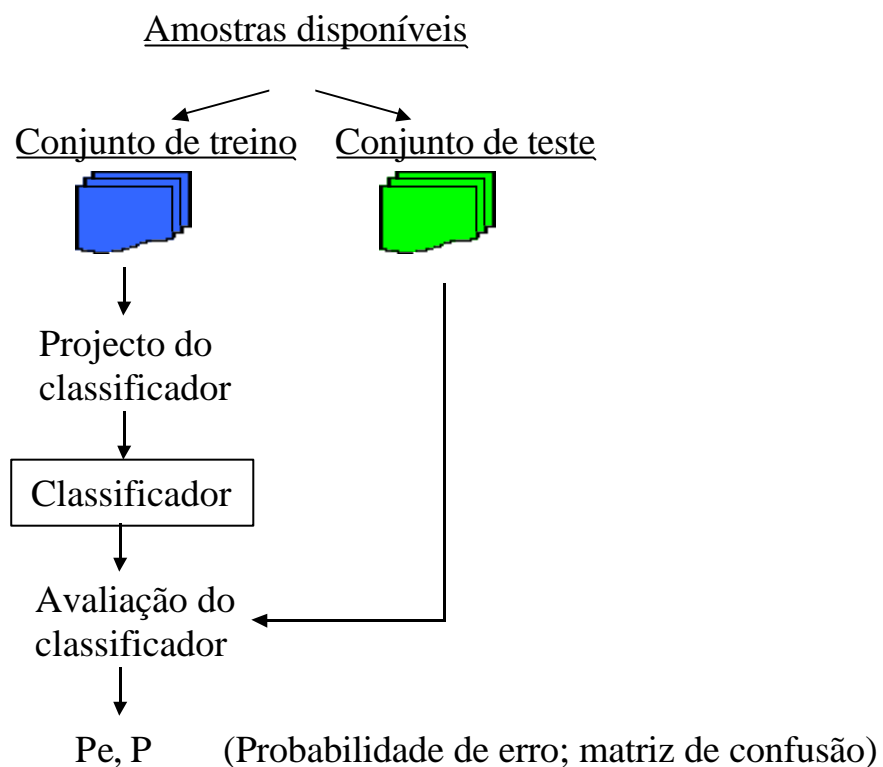 Amostras disponíveis
Conjunto de treino
Conjunto de teste
Projecto do
classificador
Classificador
Avaliação do
classificador
Pe, P (Probabilidade de erro; matriz de confusão)